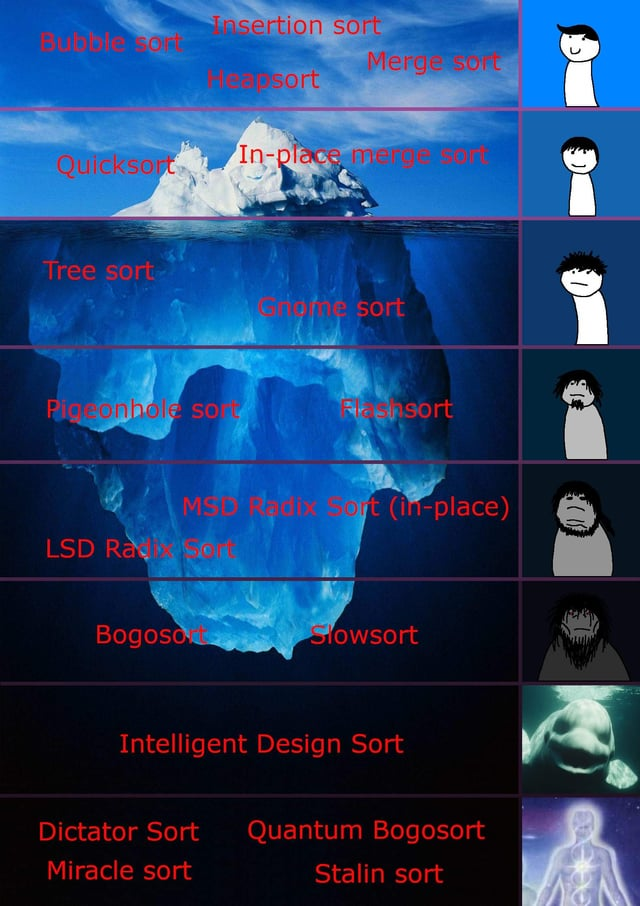 Insertion sort
Bubble sort
Merge sort
Heapsort
In-place merge sort
Quicksort
Tree sort
Gnome sort
Pigeonhole sort
Flashsort
MSD Radix Sort (in-place)
LSD Radix Sort
Bogosort
Slowsort
Intelligent Design Sort
Dictator Sort
Quantum Bogosort
Miracle sort
Stalin sort